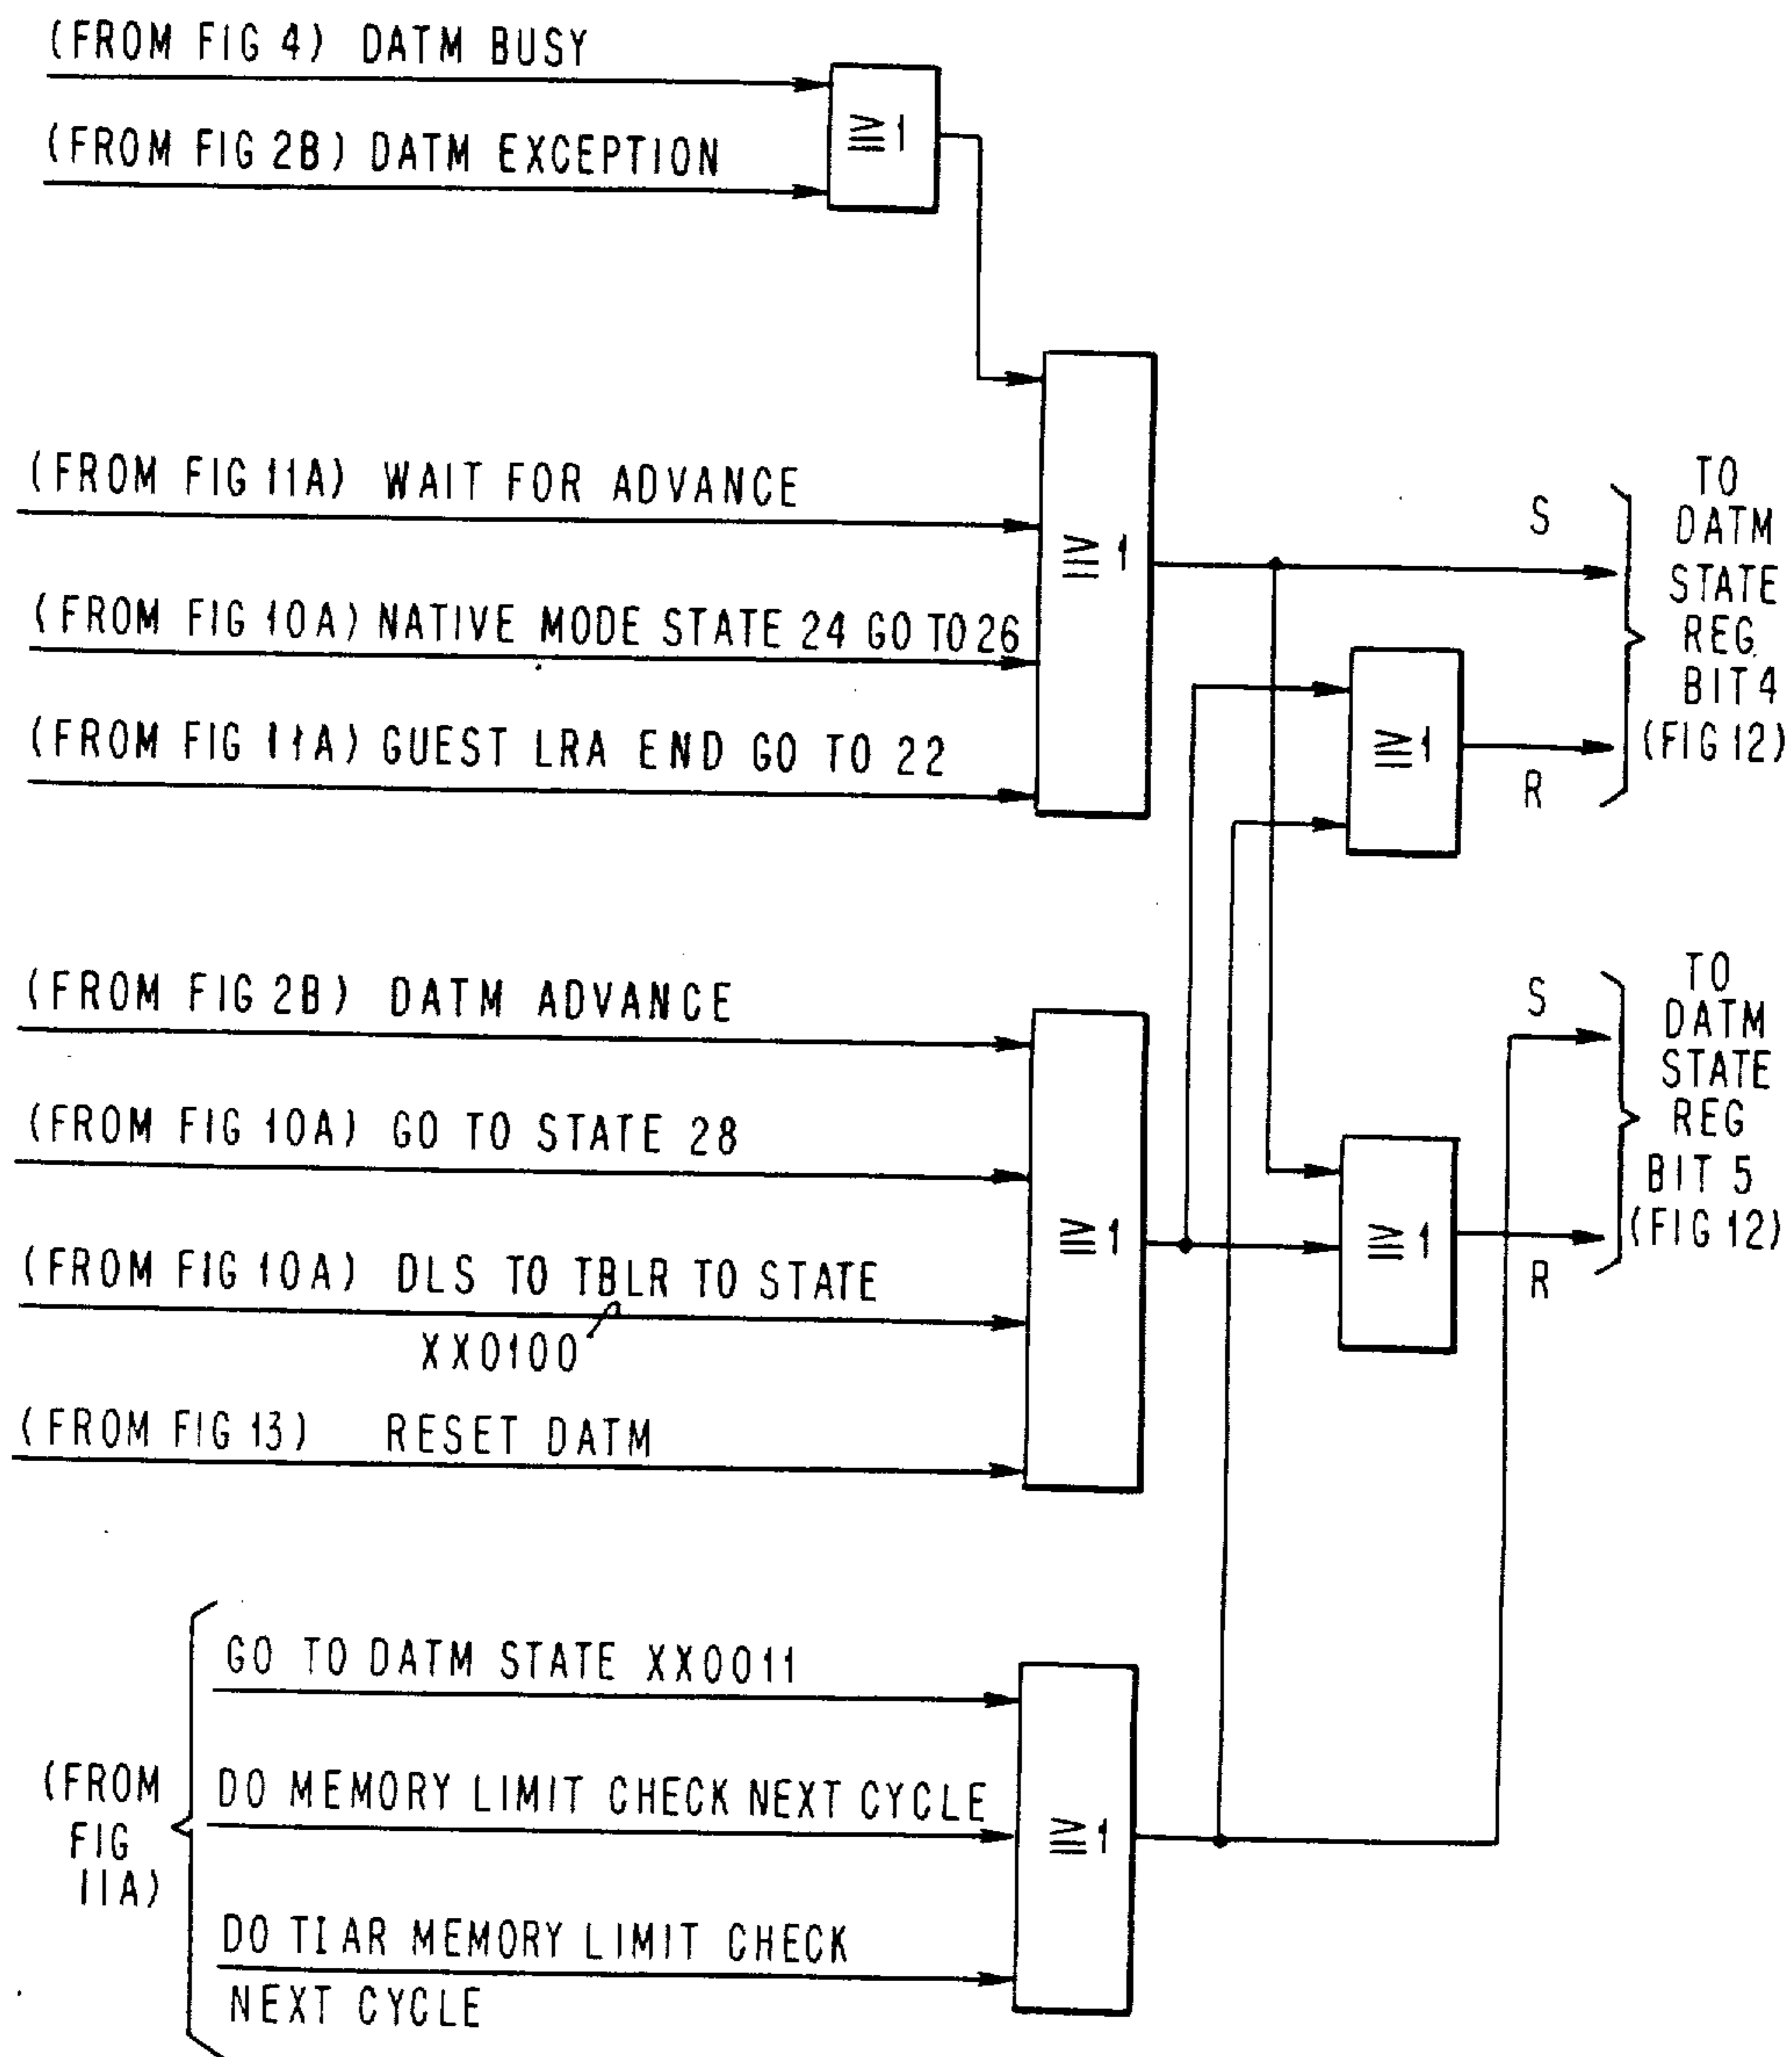 (FROM FIG 4) DATM BUSY
(FROM FIG 2B) DATM EXCEPTION
≧1
(FROM FIG 11A) WAIT FOR ADVANCE
(FROM FIG 10A) NATIVE MODE STATE 24 GO TO 26
(FROM FIG 11A) GUEST LRA END GO TO 22
≧1
S
≧1
R
TO
DATM
STATE
REG
BIT 4
(FIG 12)
(FROM FIG 2B) DATM ADVANCE
(FROM FIG 10A) GO TO STATE 28
(FROM FIG 10A) DLS TO TBLR TO STATE
XX0100
(FROM FIG 13) RESET DATM
≧1
S
≧1
R
TO
DATM
STATE
REG
BIT 5
(FIG 12)
(FROM
FIG
11A)
GO TO DATM STATE XX0011
DO MEMORY LIMIT CHECK NEXT CYCLE
DO TIAR MEMORY LIMIT CHECK
NEXT CYCLE
≧1